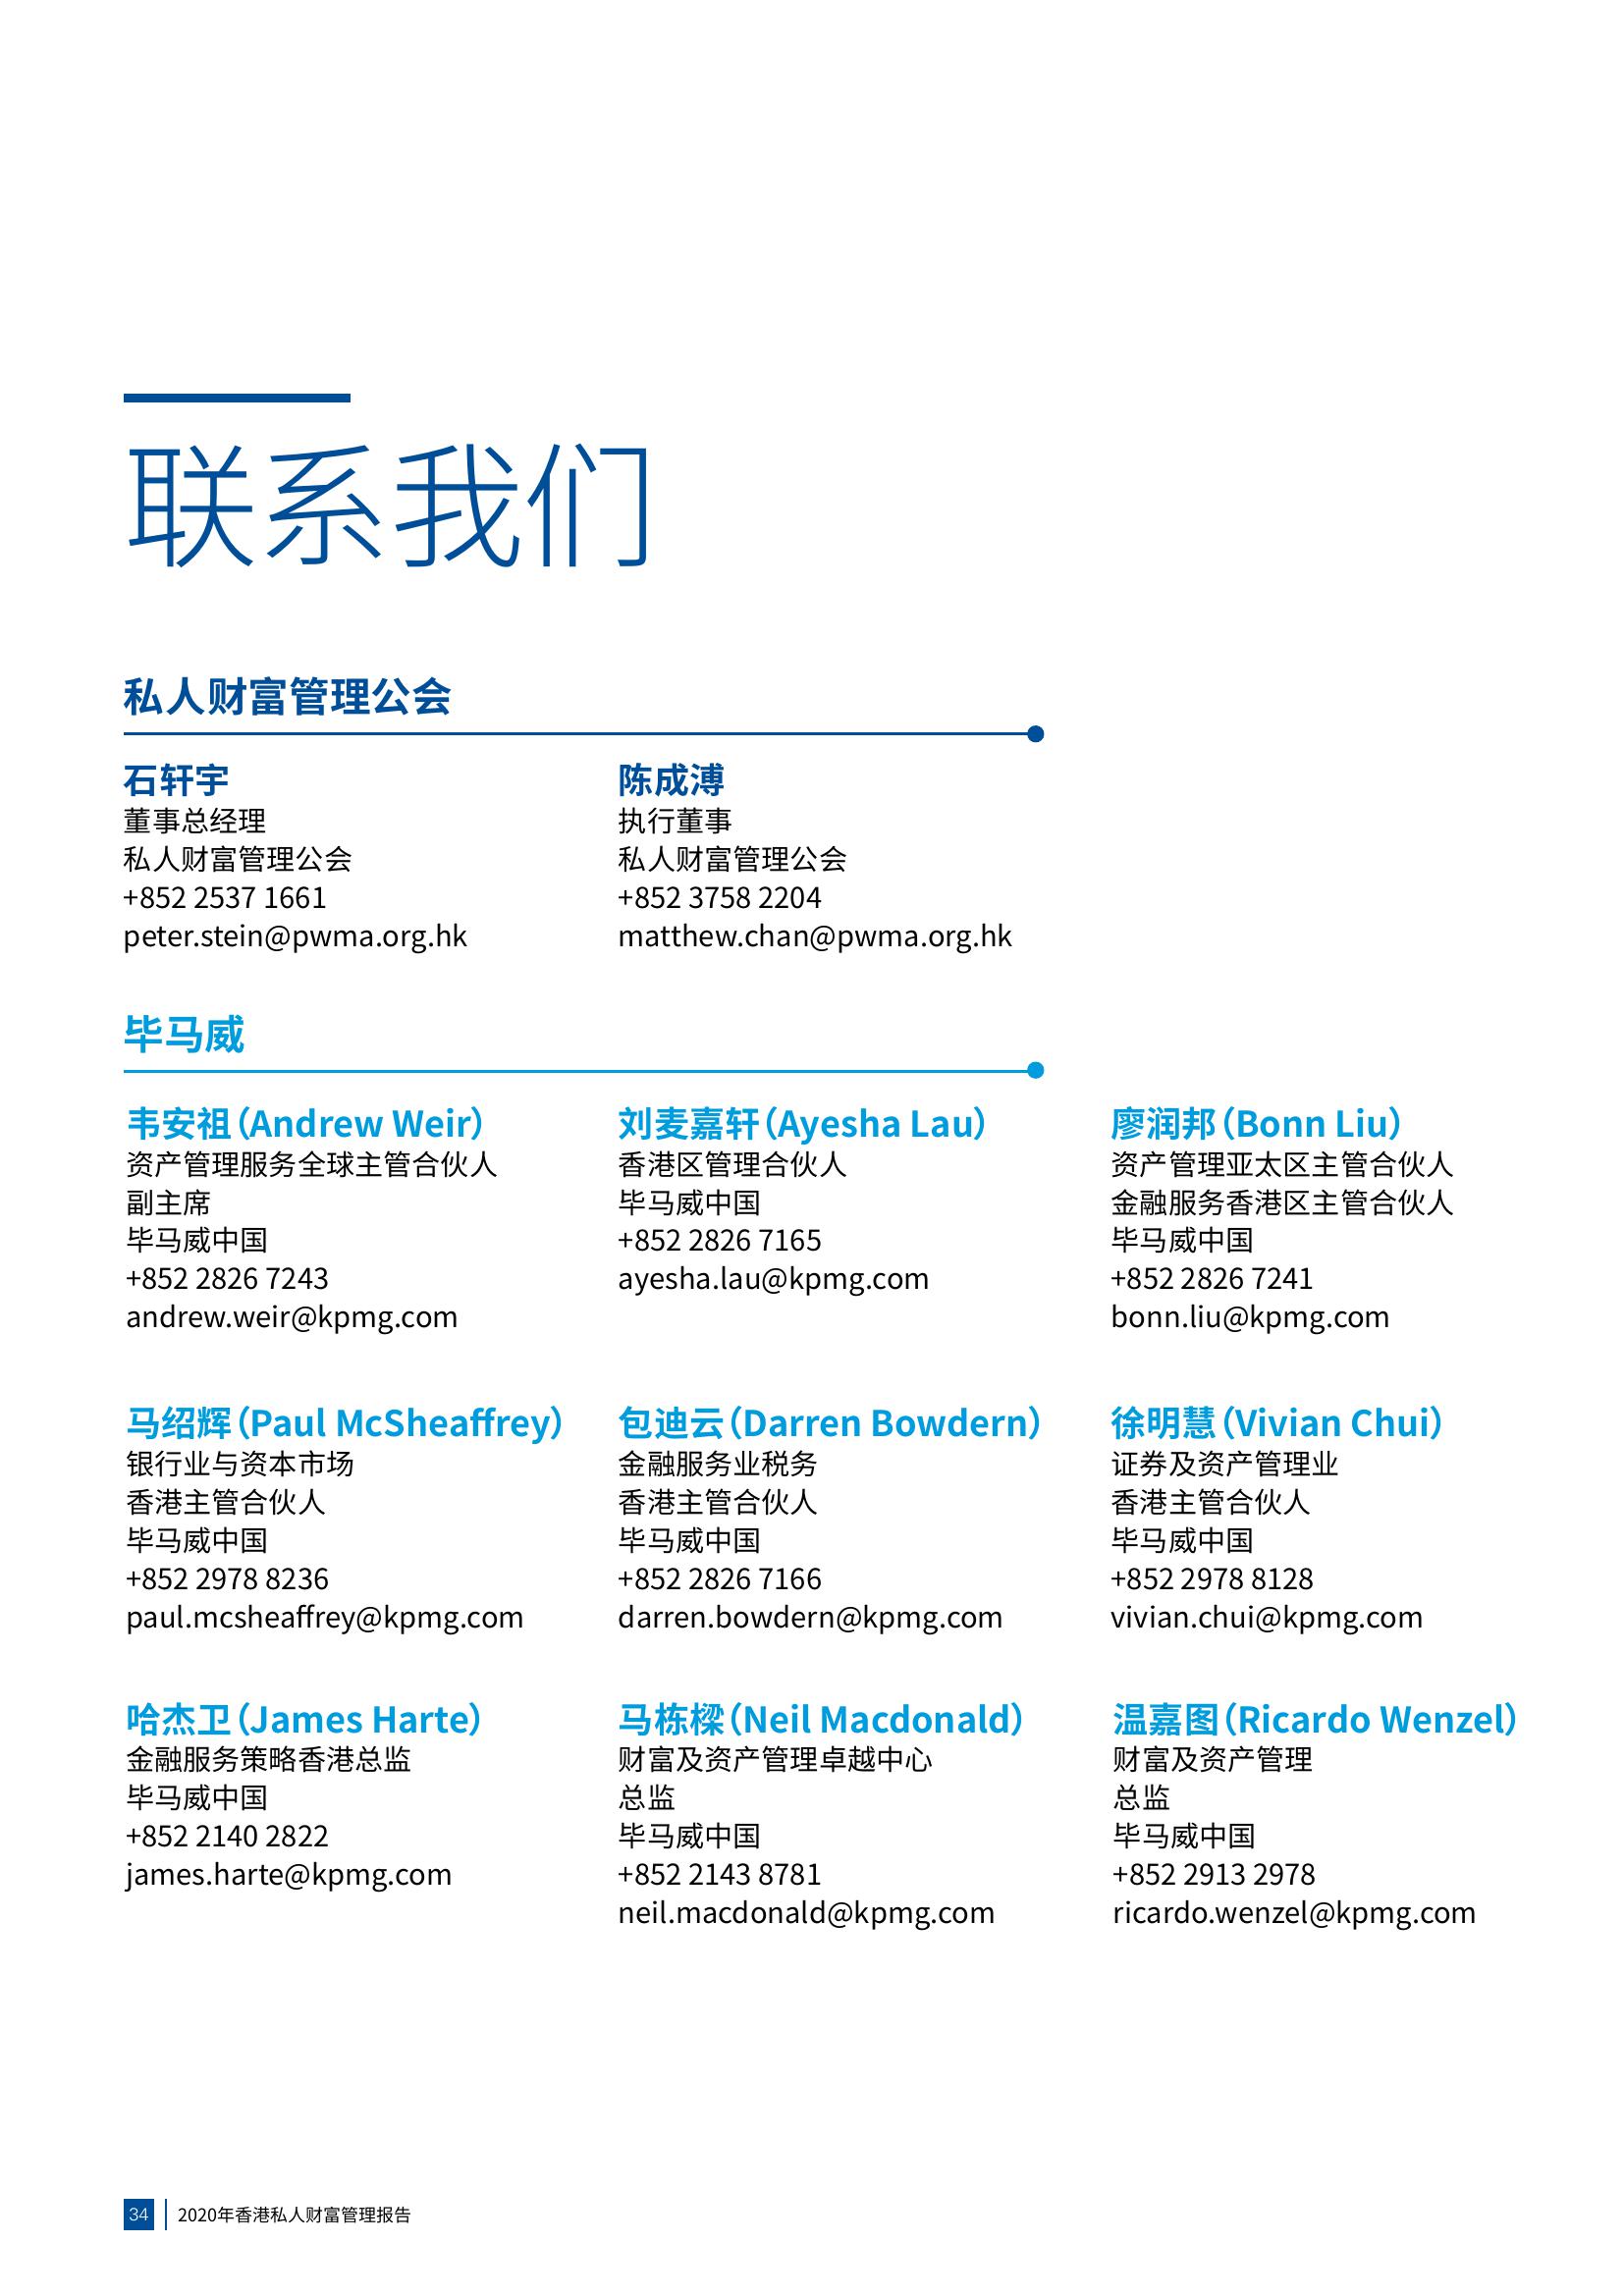 联系我们
私人财富管理公会
石轩宇
董事总经理
私人财富管理公会
+852 2537 1661
peter.stein@pwma.org.hk
陈成溥
执行董事
私人财富管理公会
+852 3758 2204
matthew.chan@pwma.org.hk
毕马威
韦安祖（Andrew Weir）
资产管理服务全球主管合伙人
副主席
毕马威中国
+852 2826 7243
andrew.weir@kpmg.com
刘麦嘉轩（Ayesha Lau）
香港区管理合伙人
毕马威中国
+852 2826 7165
ayesha.lau@kpmg.com
廖润邦（Bonn Liu）
资产管理亚太区主管合伙人
金融服务香港区主管合伙人
毕马威中国
+852 2826 7241
bonn.liu@kpmg.com
马绍辉（Paul McSheaffrey）
银行业与资本市场
香港主管合伙人
毕马威中国
+852 2978 8236
paul.mcsheaffrey@kpmg.com
包迪云（Darren Bowdern）
金融服务业税务
香港主管合伙人
毕马威中国
+852 2826 7166
darren.bowdern@kpmg.com
徐明慧（Vivian Chui）
证券及资产管理业
香港主管合伙人
毕马威中国
+852 2978 8128
vivian.chui@kpmg.com
哈杰卫（James Harte）
金融服务策略香港总监
毕马威中国
+852 2140 2822
james.harte@kpmg.com
马栋樑（Neil Macdonald）
财富及资产管理卓越中心
总监
毕马威中国
+852 2143 8781
neil.macdonald@kpmg.com
温嘉图（Ricardo Wenzel）
财富及资产管理
总监
毕马威中国
+852 2913 2978
ricardo.wenzel@kpmg.com
34 2020年香港私人财富管理报告